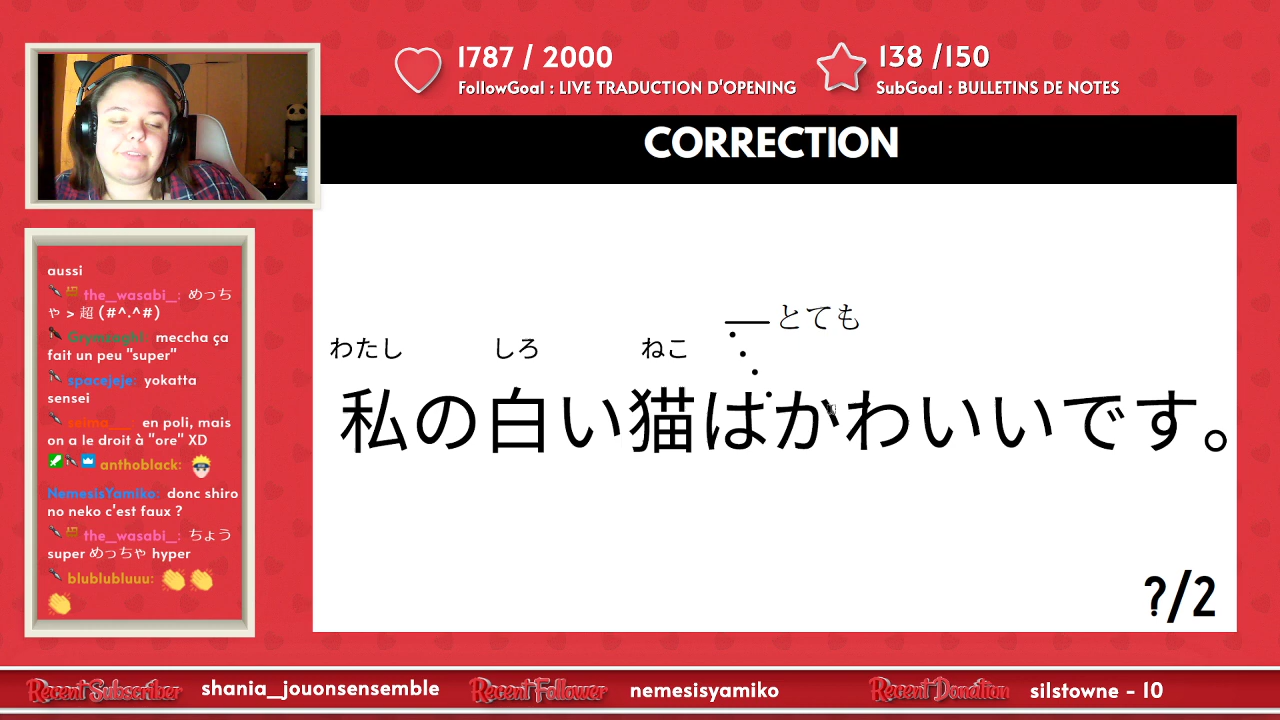 1787 / 2000
FollowGoal : LIVE TRADUCTION D'OPENING
138 /150
SubGoal : BULLETINS DE NOTES
CORRECTION
とても
わたし しろ ねこ
私の白い猫はかわいいです。
?/2
aussi
the_wasabi_: めっち
ゃ > 超 (#^.^#)
Grymsogh!: meccha ça
fait un peu "super"
spacejeje: yokatta
sensei
seima___: en poli, mais
on a le droit à "ore" XD
anthoblack:
NemesisYamiko: donc shiro
no neko c'est faux ?
the_wasabi_: ちょう
super めっちゃ hyper
blublubluuu:
Recent Subscriber shania_jouonsensemble Recent Follower nemesisyamiko Recent Donation silstowne - 10